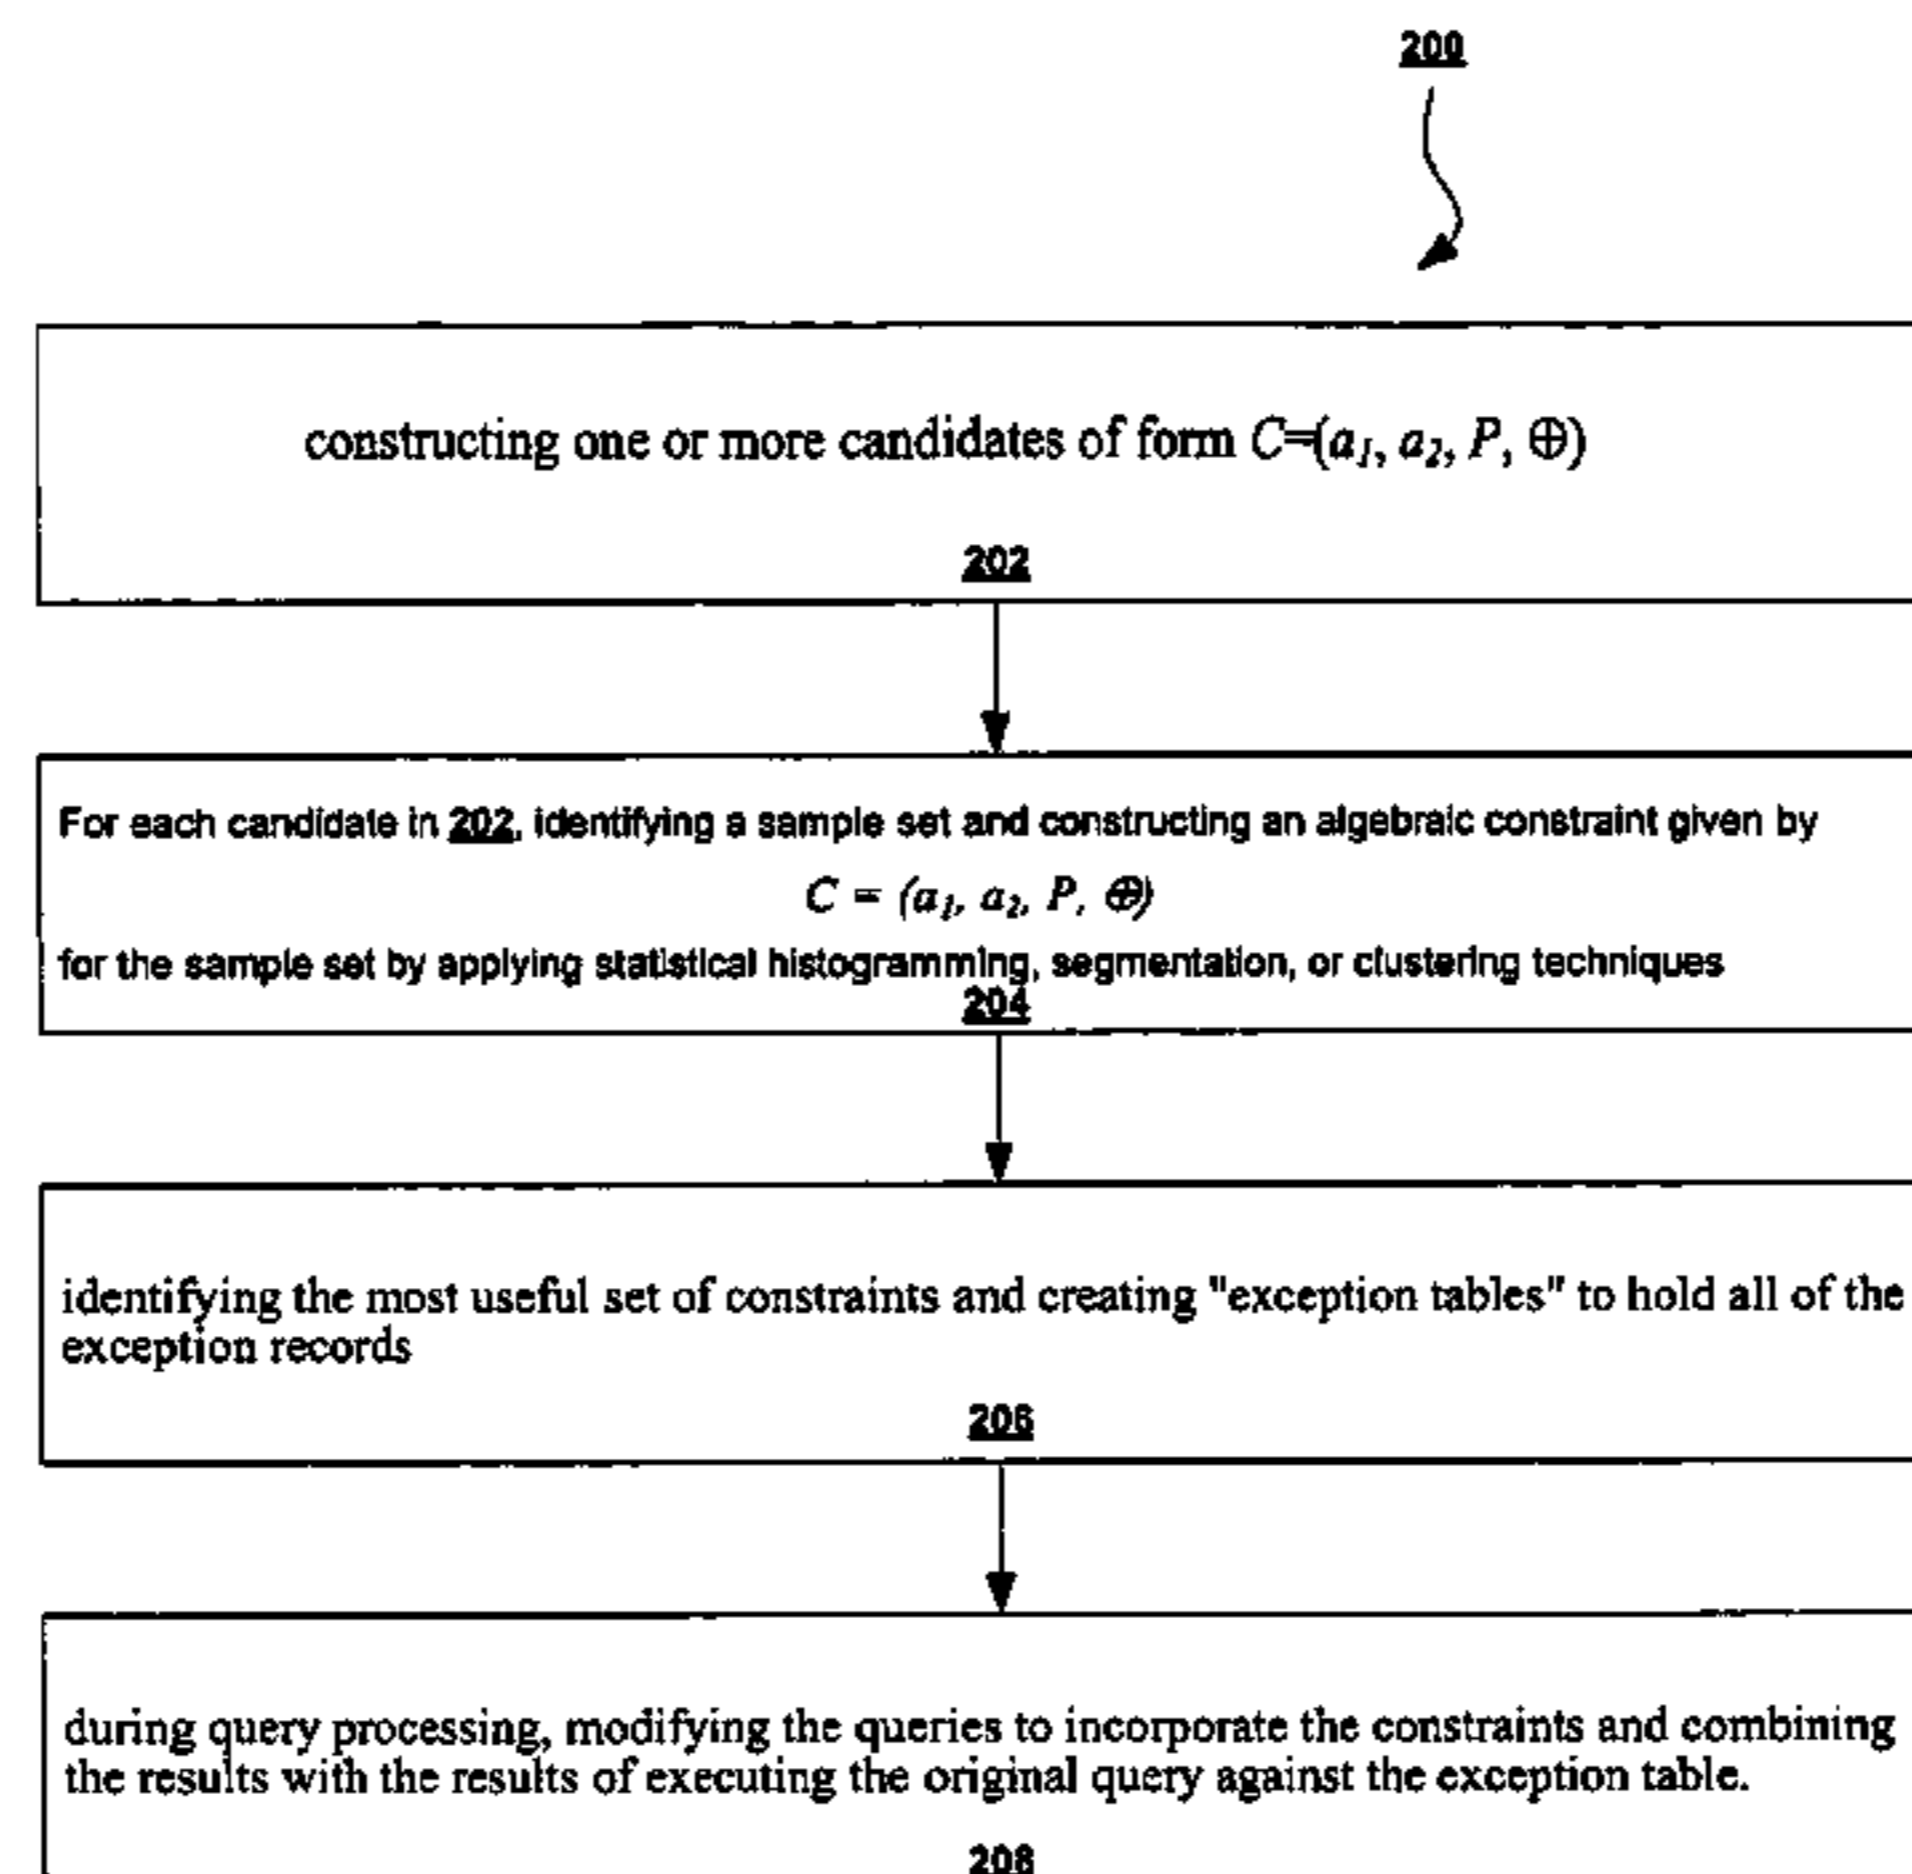 200
constructing one or more candidates of form C=(a₁, a₂, P, ⊕)
202
For each candidate in 202, identifying a sample set and constructing an algebraic constraint given by
C = (a₁, a₂, P, ⊕)
for the sample set by applying statistical histogramming, segmentation, or clustering techniques
204
identifying the most useful set of constraints and creating "exception tables" to hold all of the
exception records
206
during query processing, modifying the queries to incorporate the constraints and combining
the results with the results of executing the original query against the exception table.
208